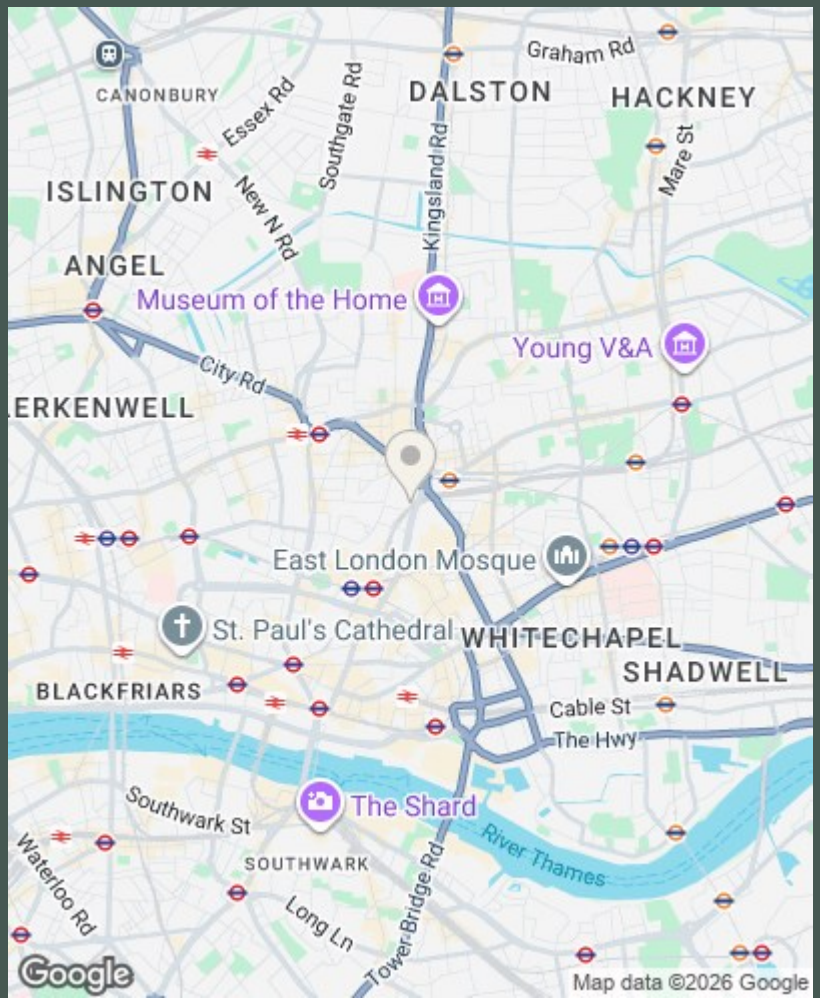 Graham Rd
CANONBURY
DALSTON
HACKNEY
Essex Rd
Southgate Rd
Kingsland Rd
Mare St
ISLINGTON
New N Rd
ANGEL
Museum of the Home
Young V&A
City Rd
LERKENWELL
East London Mosque
St. Paul's Cathedral
WHITECHAPEL
SHADWELL
BLACKFRIARS
Cable St
The Hwy
The Shard
Southwark St
River Thames
SOUTHWARK
Waterloo Rd
Long Ln
Tower Bridge Rd
Google
Map data ©2026 Google